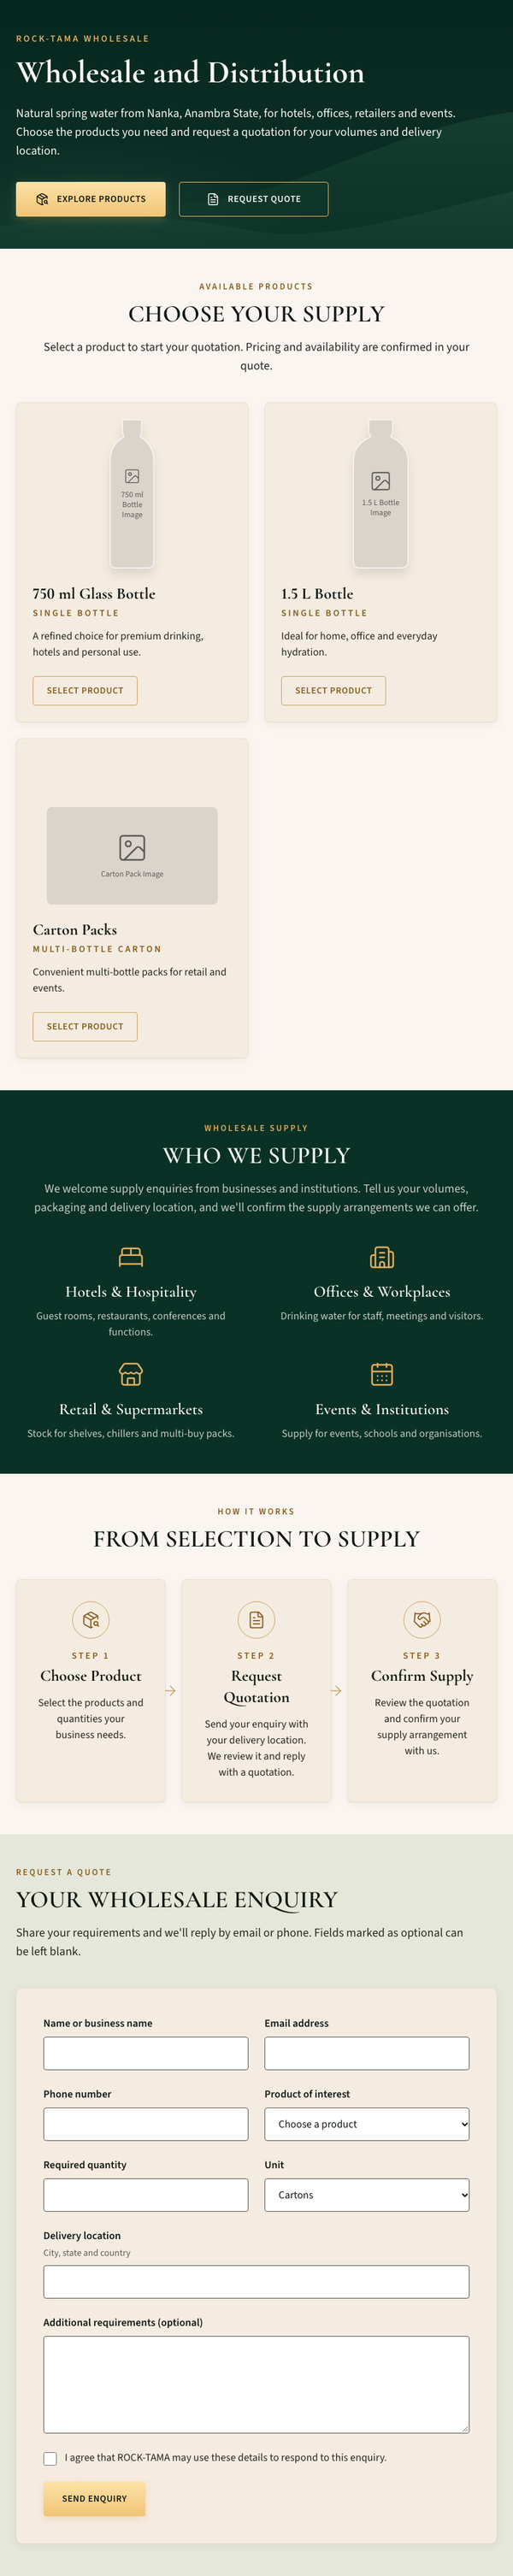 ROCK-TAMA WHOLESALE
Wholesale and Distribution
Natural spring water from Nanka, Anambra State, for hotels, offices, retailers and events.
Choose the products you need and request a quotation for your volumes and delivery
location.
EXPLORE PRODUCTS
REQUEST QUOTE
AVAILABLE PRODUCTS
CHOOSE YOUR SUPPLY
Select a product to start your quotation. Pricing and availability are confirmed in your
quote.
750 ml
Bottle
Image
750 ml Glass Bottle
SINGLE BOTTLE
A refined choice for premium drinking,
hotels and personal use.
SELECT PRODUCT
1.5 L Bottle
Image
1.5 L Bottle
SINGLE BOTTLE
Ideal for home, office and everyday
hydration.
SELECT PRODUCT
Carton Pack Image
Carton Packs
MULTI-BOTTLE CARTON
Convenient multi-bottle packs for retail and
events.
SELECT PRODUCT
WHOLESALE SUPPLY
WHO WE SUPPLY
We welcome supply enquiries from businesses and institutions. Tell us your volumes,
packaging and delivery location, and we'll confirm the supply arrangements we can offer.
Hotels & Hospitality
Guest rooms, restaurants, conferences and
functions.
Offices & Workplaces
Drinking water for staff, meetings and visitors.
Retail & Supermarkets
Stock for shelves, chillers and multi-buy packs.
Events & Institutions
Supply for events, schools and organisations.
HOW IT WORKS
FROM SELECTION TO SUPPLY
STEP 1
Choose Product
Select the products and
quantities your
business needs.
STEP 2
Request
Quotation
Send your enquiry with
your delivery location.
We review it and reply
with a quotation.
STEP 3
Confirm Supply
Review the quotation
and confirm your
supply arrangement
with us.
REQUEST A QUOTE
YOUR WHOLESALE ENQUIRY
Share your requirements and we'll reply by email or phone. Fields marked as optional can
be left blank.
Name or business name
Email address
Phone number
Product of interest
Choose a product
Required quantity
Unit
Cartons
Delivery location
City, state and country
Additional requirements (optional)
I agree that ROCK-TAMA may use these details to respond to this enquiry.
SEND ENQUIRY